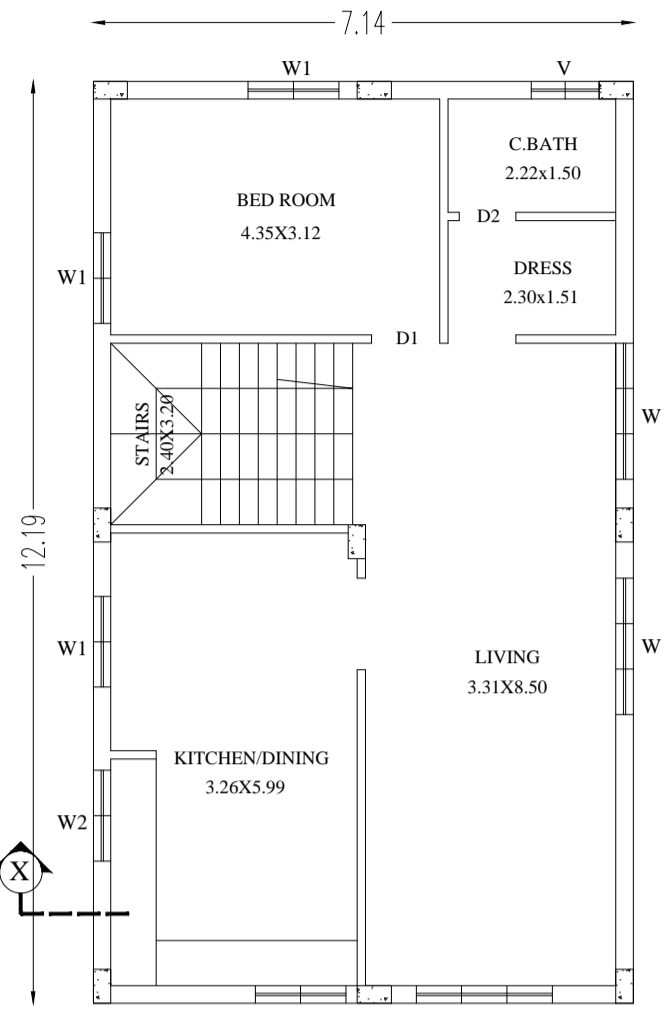 7.14
W1
V
C.BATH
2.22x1.50
BED ROOM
4.35X3.12
D2
W1
DRESS
2.30x1.51
D1
STAIRS
2.40X3.20
W
12.19
W1
W
LIVING
3.31X8.50
KITCHEN/DINING
3.26X5.99
W2
X